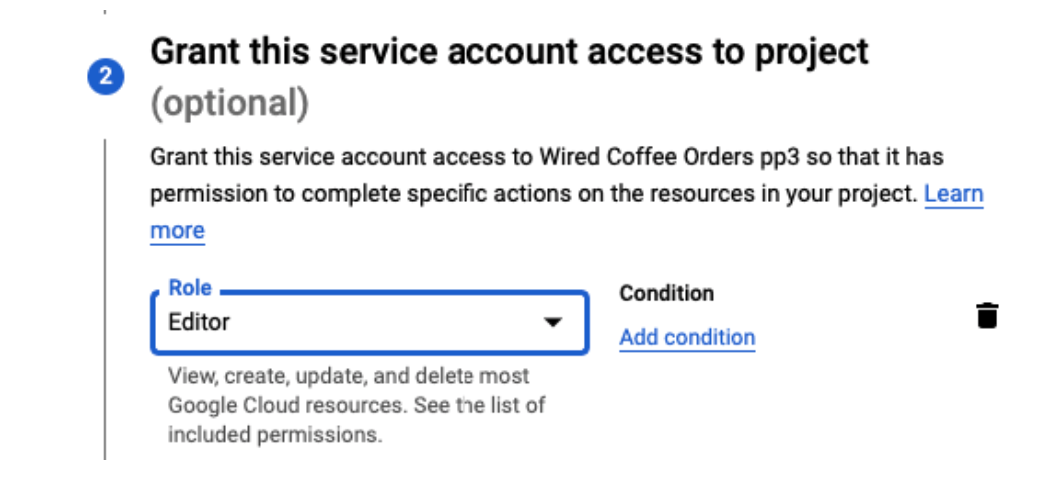 2
Grant this service account access to project
(optional)
Grant this service account access to Wired Coffee Orders pp3 so that it has
permission to complete specific actions on the resources in your project. Learn
more
Role
Editor
Condition
Add condition
View, create, update, and delete most
Google Cloud resources. See the list of
included permissions.